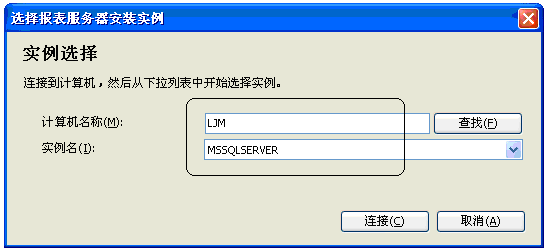 选择报表服务器安装实例
实例选择
连接到计算机，然后从下拉列表中开始选择实例。
计算机名称(M): LJM 查找(F)
实例名(I): MSSQLSERVER
连接(C) 取消(A)